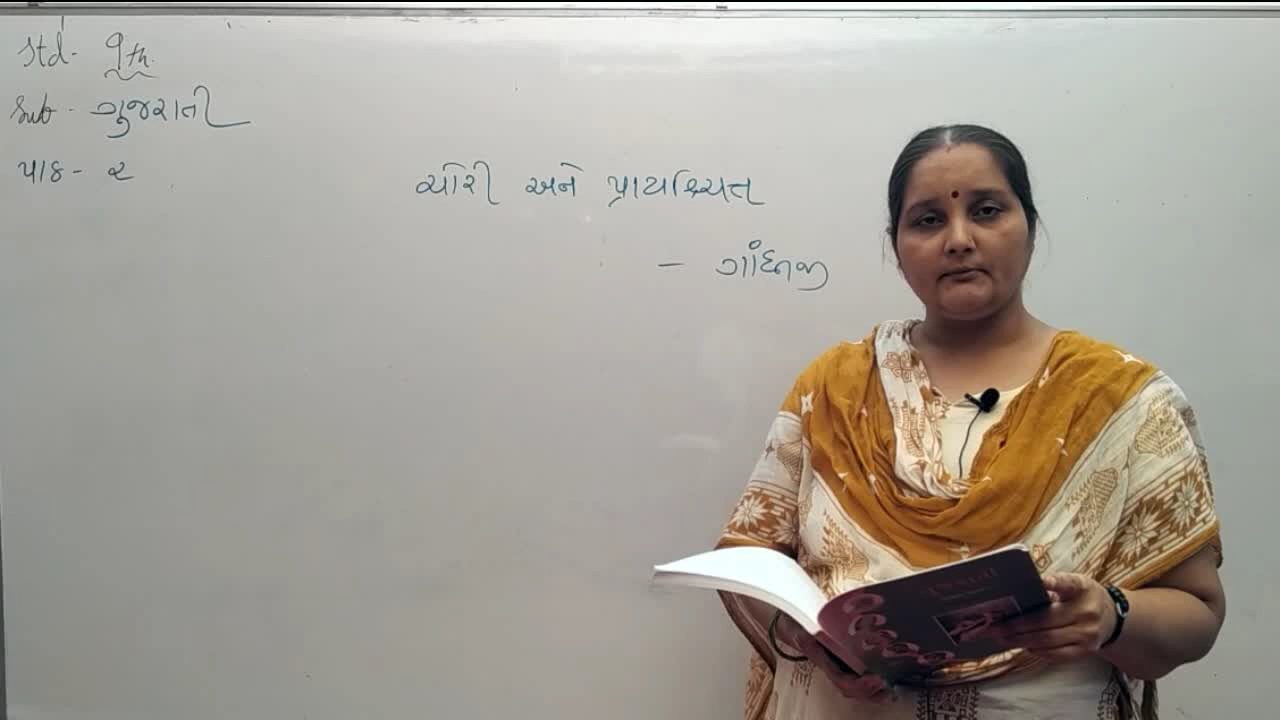 Std- 9th.
Sub - ગુજરાતી
પાઠ - ૨
ચોરી અને પ્રાયશ્ચિત
- ગાંધીજી